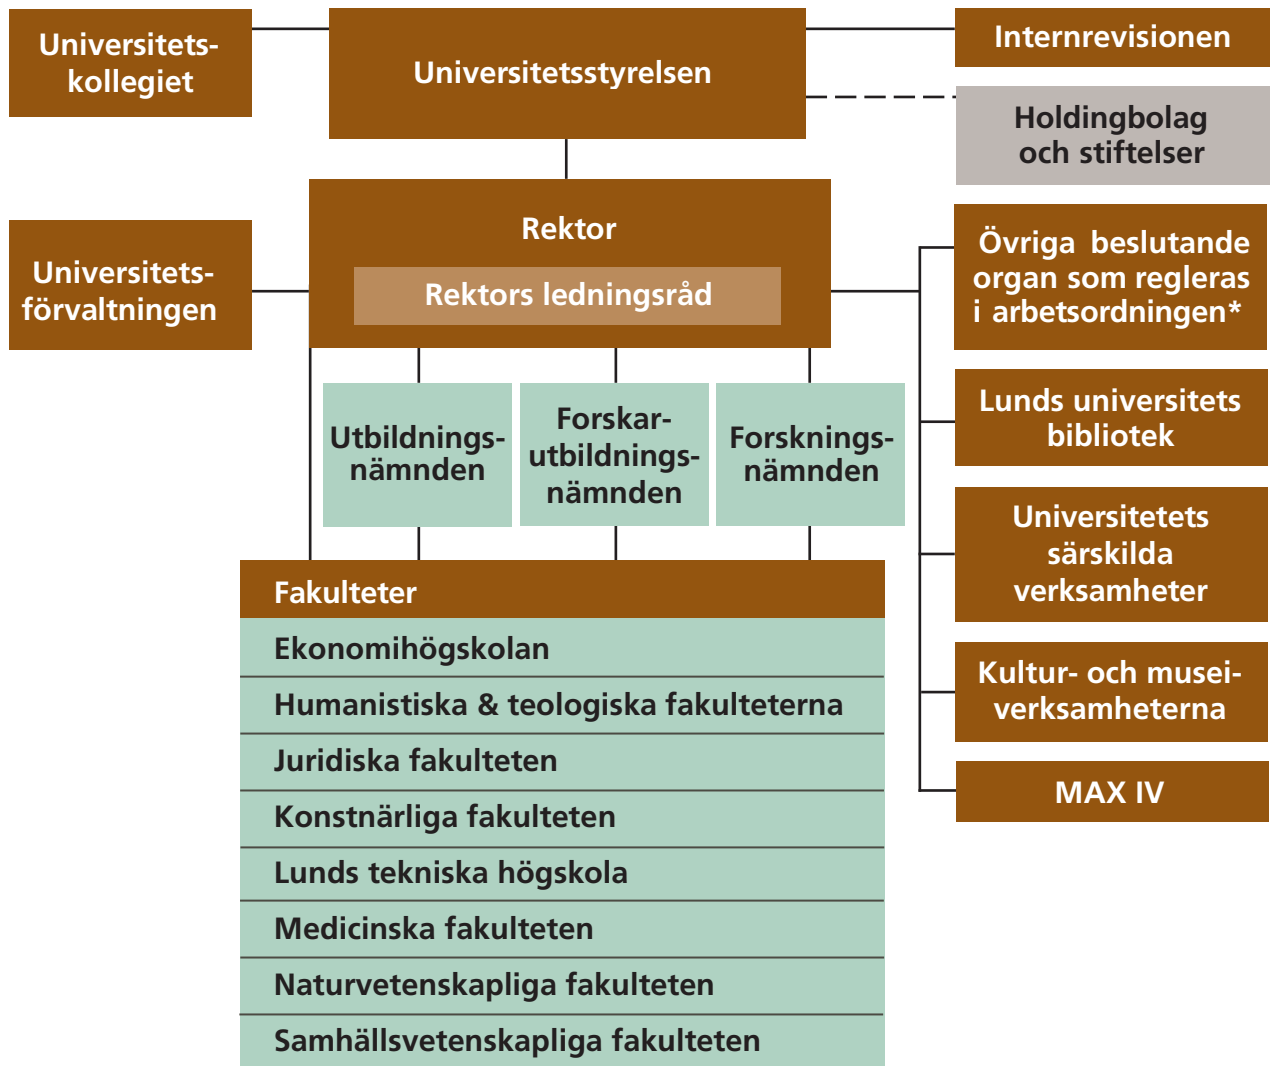 Universitets-
kollegiet
Universitetsstyrelsen
Internrevisionen
Holdingbolag
och stiftelser
Universitets-
förvaltningen
Rektor
Rektors ledningsråd
Övriga beslutande
organ som regleras
i arbetsordningen*
Lunds universitets
bibliotek
Universitetets
särskilda
verksamheter
Kultur- och musei-
verksamheterna
MAX IV
Utbildnings-
nämnden
Forskar-
utbildnings-
nämnden
Forsknings-
nämnden
Fakulteter
Ekonomihögskolan
Humanistiska & teologiska fakulteterna
Juridiska fakulteten
Konstnärliga fakulteten
Lunds tekniska högskola
Medicinska fakulteten
Naturvetenskapliga fakulteten
Samhällsvetenskapliga fakulteten